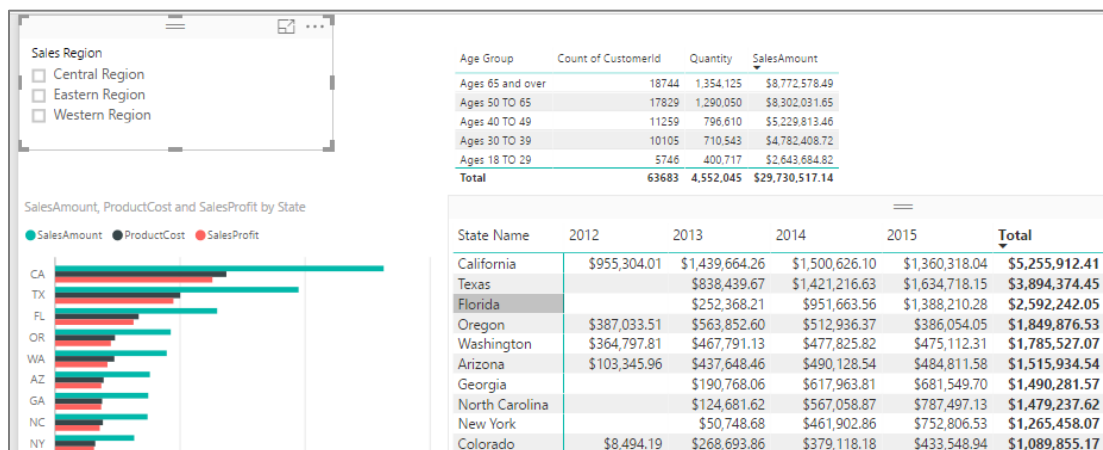 Sales Region
Central Region
Eastern Region
Western Region
Age Group Count of CustomerId Quantity SalesAmount
Ages 65 and over 18744 1,354,125 $8,772,578.49
Ages 50 TO 65 17829 1,290,050 $8,302,031.65
Ages 40 TO 49 11259 796,610 $5,229,813.46
Ages 30 TO 39 10105 710,543 $4,782,408.72
Ages 18 TO 29 5746 400,717 $2,643,684.82
Total 63683 4,552,045 $29,730,517.14
SalesAmount, ProductCost and SalesProfit by State
SalesAmount ProductCost SalesProfit
CA
TX
FL
OR
WA
AZ
GA
NC
NY
State Name 2012 2013 2014 2015 Total
California $955,304.01 $1,439,664.26 $1,500,626.10 $1,360,318.04 $5,255,912.41
Texas $838,439.67 $1,421,216.63 $1,634,718.15 $3,894,374.45
Florida $252,368.21 $951,663.56 $1,388,210.28 $2,592,242.05
Oregon $387,033.51 $563,852.60 $512,936.37 $386,054.05 $1,849,876.53
Washington $364,797.81 $467,791.13 $477,825.82 $475,112.31 $1,785,527.07
Arizona $103,345.96 $437,648.46 $490,128.54 $484,811.58 $1,515,934.54
Georgia $190,768.06 $617,963.81 $681,549.70 $1,490,281.57
North Carolina $124,681.62 $567,058.87 $787,497.13 $1,479,237.62
New York $50,748.68 $461,902.86 $752,806.53 $1,265,458.07
Colorado $8,494.19 $268,693.86 $379,118.18 $433,548.94 $1,089,855.17